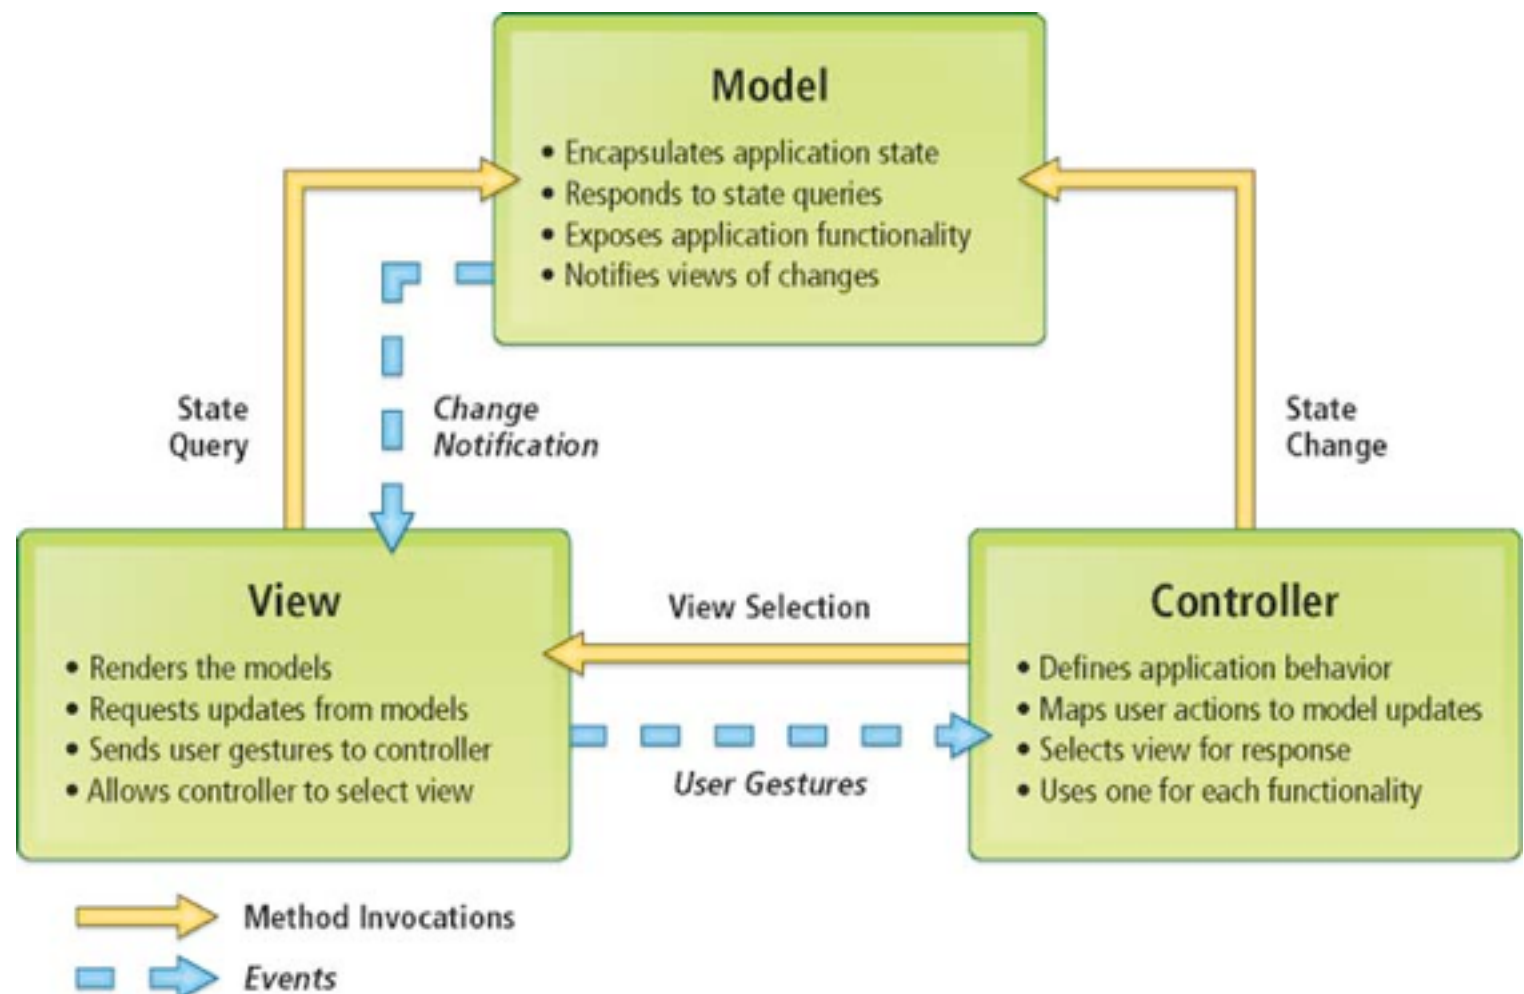 Model
• Encapsulates application state
• Responds to state queries
• Exposes application functionality
• Notifies views of changes
State
Query
Change
Notification
State
Change
View
• Renders the models
• Requests updates from models
• Sends user gestures to controller
• Allows controller to select view
View Selection
User Gestures
Controller
• Defines application behavior
• Maps user actions to model updates
• Selects view for response
• Uses one for each functionality
Method Invocations
Events